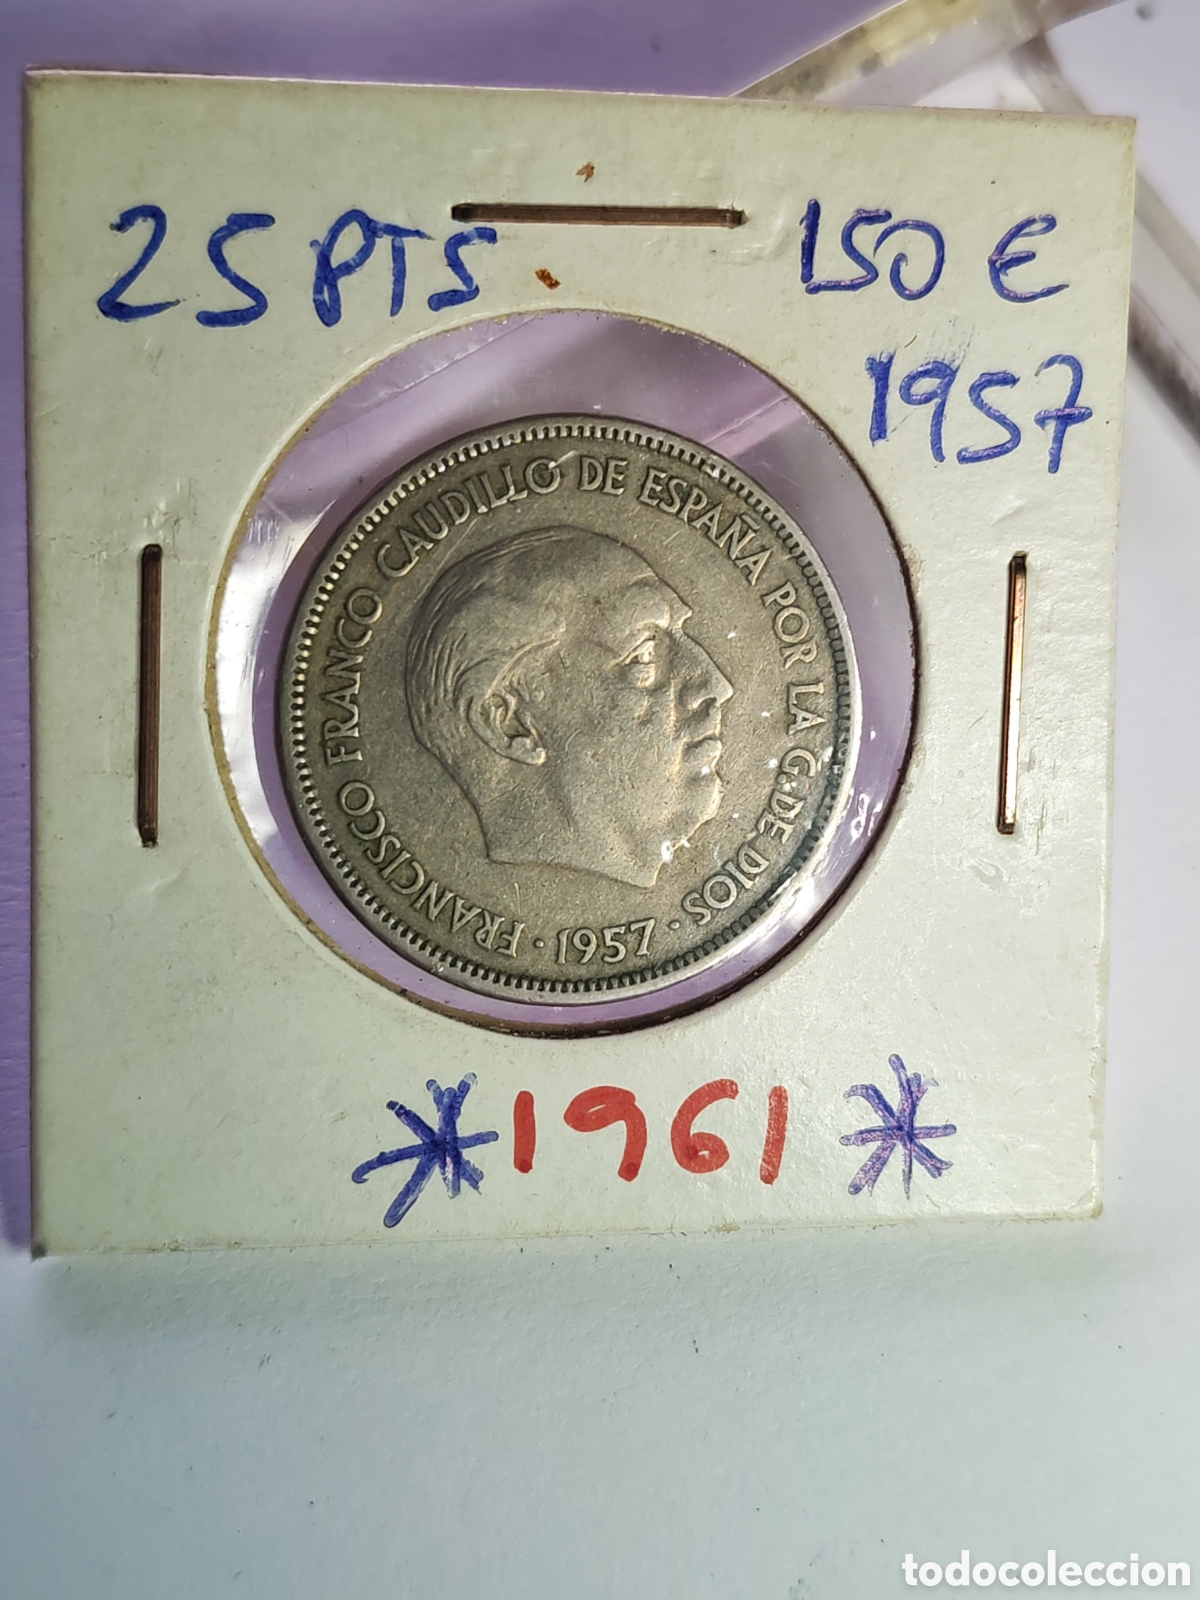 25 PTS 150 €
1957
FRANCISCO FRANCO CAUDILLO DE ESPAÑA POR LA G. DE DIOS · 1957 ·
* 1961 *
todocoleccion